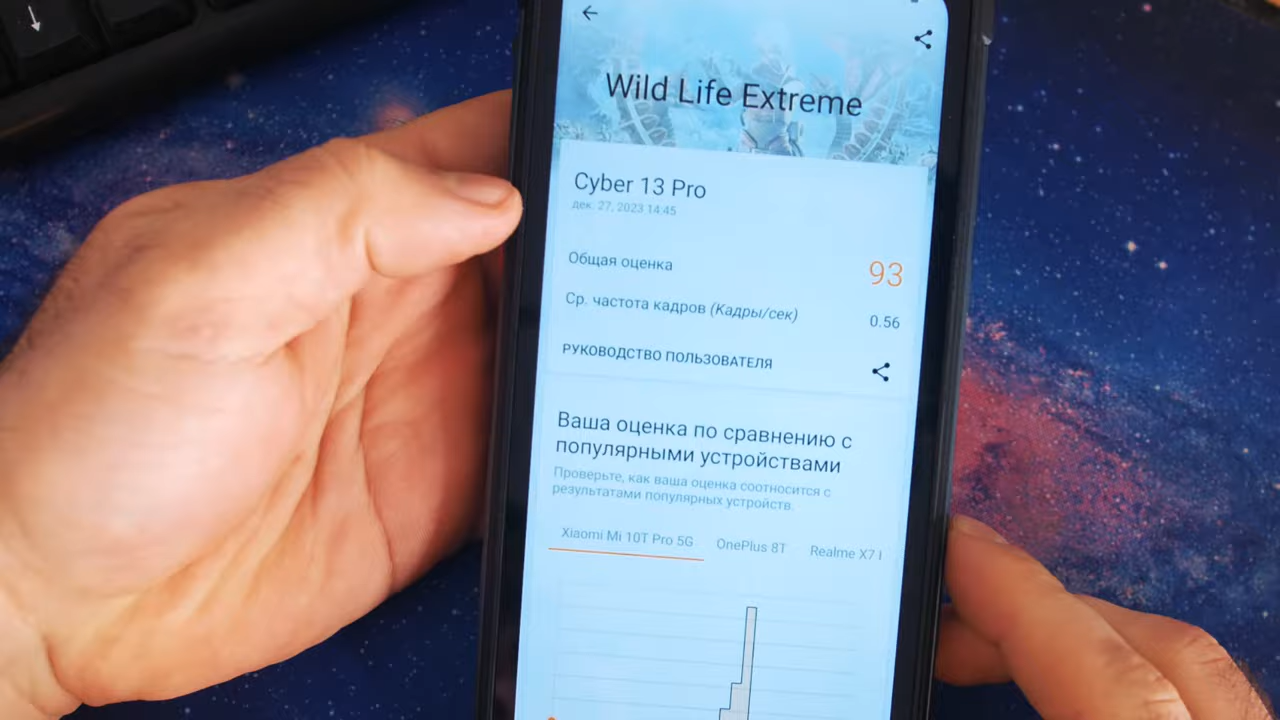 Wild Life Extreme
Cyber 13 Pro
дек. 27, 2023 14:45
Общая оценка
93
Ср. частота кадров (Кадры/сек)
0.56
РУКОВОДСТВО ПОЛЬЗОВАТЕЛЯ
Ваша оценка по сравнению с
популярными устройствами
Проверьте, как ваша оценка соотносится с
результатами популярных устройств.
Xiaomi Mi 10T Pro 5G OnePlus 8T Realme X7